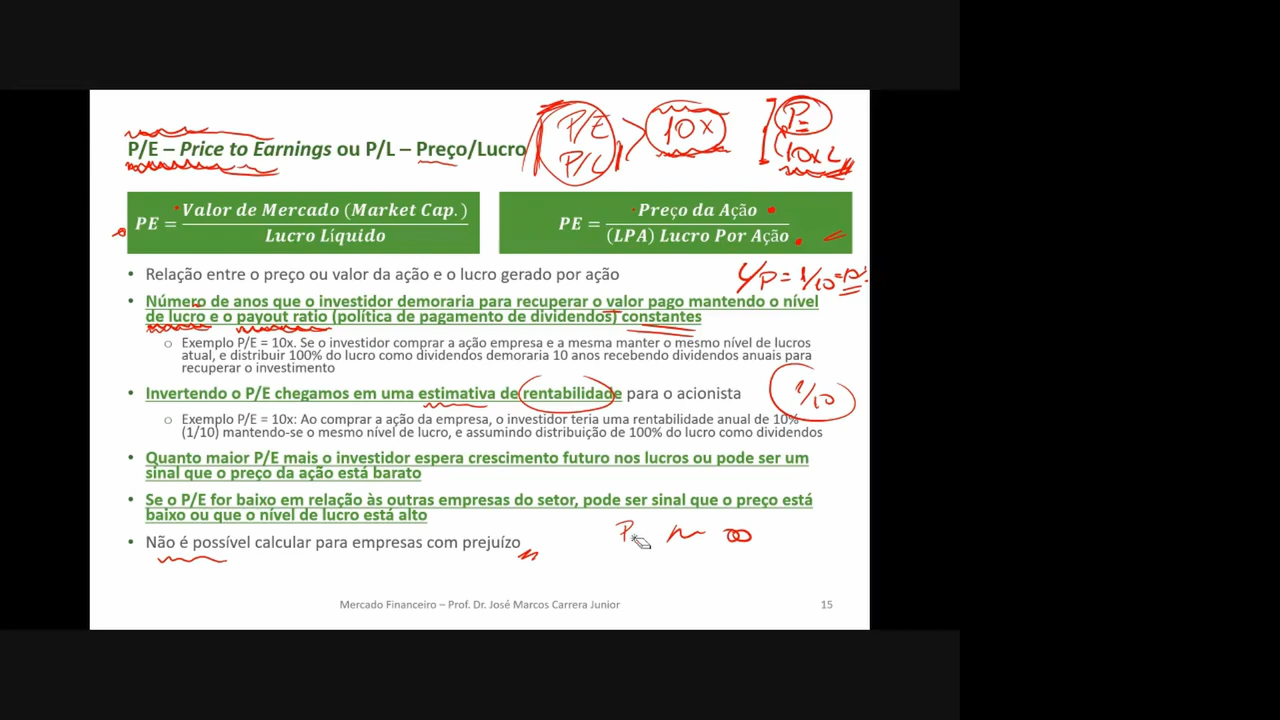 P/E – Price to Earnings ou P/L – Preço/Lucro
P/E
P/L
10x
P=
10xL
PE = Valor de Mercado (Market Cap.)
Lucro Líquido
PE = Preço da Ação
(LPA) Lucro Por Ação
• Relação entre o preço ou valor da ação e o lucro gerado por ação
L/P = 1/10 =
• Número de anos que o investidor demoraria para recuperar o valor pago mantendo o nível
de lucro e o payout ratio (política de pagamento de dividendos) constantes
o Exemplo P/E = 10x. Se o investidor comprar a ação empresa e a mesma manter o mesmo nível de lucros
atual, e distribuir 100% do lucro como dividendos demoraria 10 anos recebendo dividendos anuais para
recuperar o investimento
• Invertendo o P/E chegamos em uma estimativa de rentabilidade para o acionista
1/10
o Exemplo P/E = 10x: Ao comprar a ação da empresa, o investidor teria uma rentabilidade anual de 10%
(1/10) mantendo-se o mesmo nível de lucro, e assumindo distribuição de 100% do lucro como dividendos
• Quanto maior P/E mais o investidor espera crescimento futuro nos lucros ou pode ser um
sinal que o preço da ação está barato
• Se o P/E for baixo em relação às outras empresas do setor, pode ser sinal que o preço está
baixo ou que o nível de lucro está alto
P ∞
• Não é possível calcular para empresas com prejuízo
Mercado Financeiro – Prof. Dr. José Marcos Carrera Junior
15